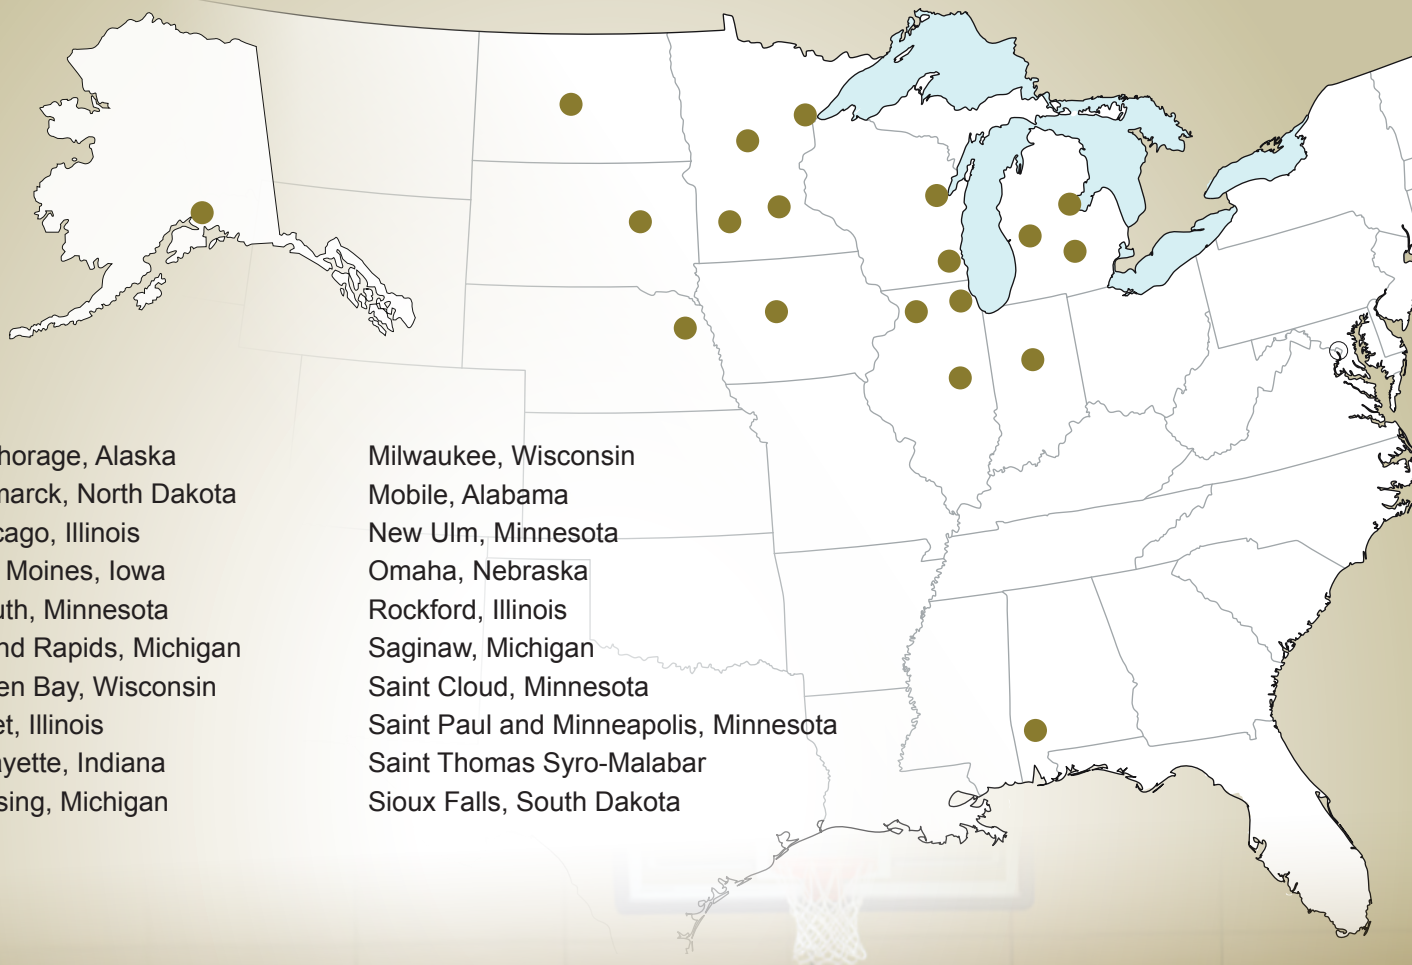 horage, Alaska
marck, North Dakota
cago, Illinois
Moines, Iowa
uth, Minnesota
nd Rapids, Michigan
en Bay, Wisconsin
et, Illinois
ayette, Indiana
sing, Michigan
Milwaukee, Wisconsin
Mobile, Alabama
New Ulm, Minnesota
Omaha, Nebraska
Rockford, Illinois
Saginaw, Michigan
Saint Cloud, Minnesota
Saint Paul and Minneapolis, Minnesota
Saint Thomas Syro-Malabar
Sioux Falls, South Dakota